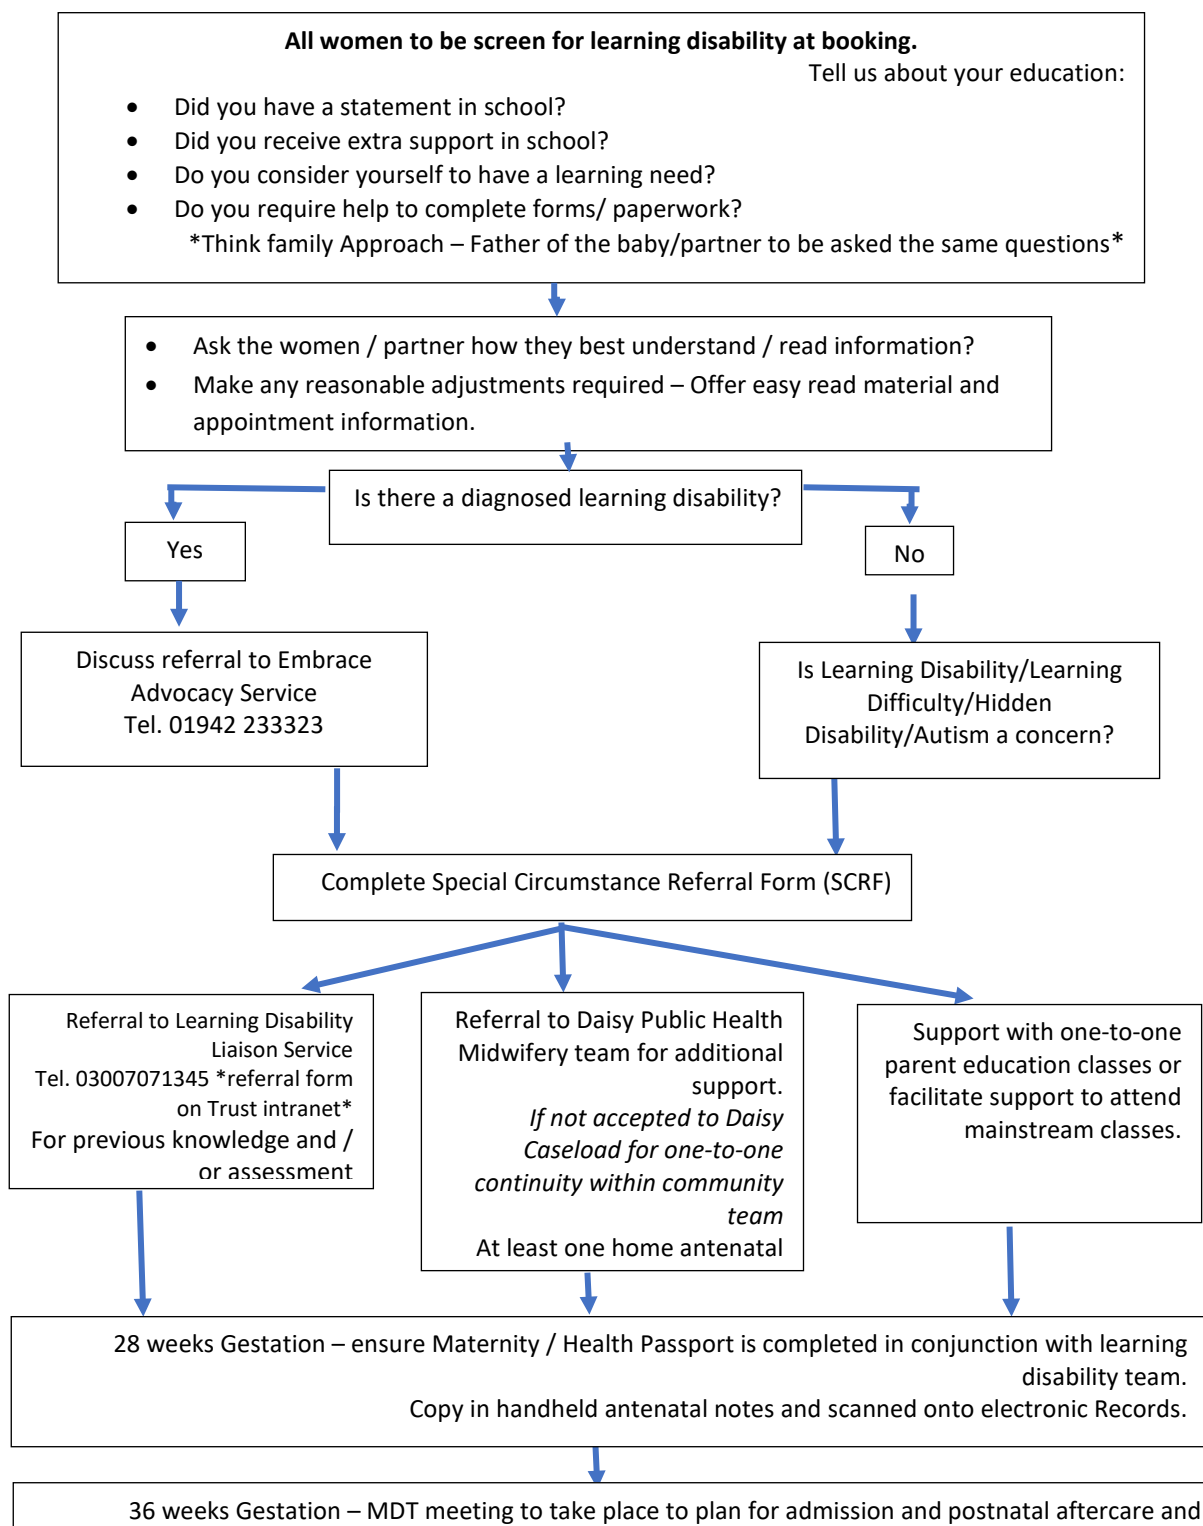 All women to be screen for learning disability at booking.
Tell us about your education:
• Did you have a statement in school?
• Did you receive extra support in school?
• Do you consider yourself to have a learning need?
• Do you require help to complete forms/ paperwork?
*Think family Approach – Father of the baby/partner to be asked the same questions*
• Ask the women / partner how they best understand / read information?
• Make any reasonable adjustments required – Offer easy read material and
appointment information.
Is there a diagnosed learning disability?
Yes
No
Discuss referral to Embrace
Advocacy Service
Tel. 01942 233323
Is Learning Disability/Learning
Difficulty/Hidden
Disability/Autism a concern?
Complete Special Circumstance Referral Form (SCRF)
Referral to Learning Disability
Liaison Service
Tel. 03007071345 *referral form
on Trust intranet*
For previous knowledge and /
or assessment
Referral to Daisy Public Health
Midwifery team for additional
support.
If not accepted to Daisy
Caseload for one-to-one
continuity within community
team
At least one home antenatal
Support with one-to-one
parent education classes or
facilitate support to attend
mainstream classes.
28 weeks Gestation – ensure Maternity / Health Passport is completed in conjunction with learning
disability team.
Copy in handheld antenatal notes and scanned onto electronic Records.
36 weeks Gestation – MDT meeting to take place to plan for admission and postnatal aftercare and